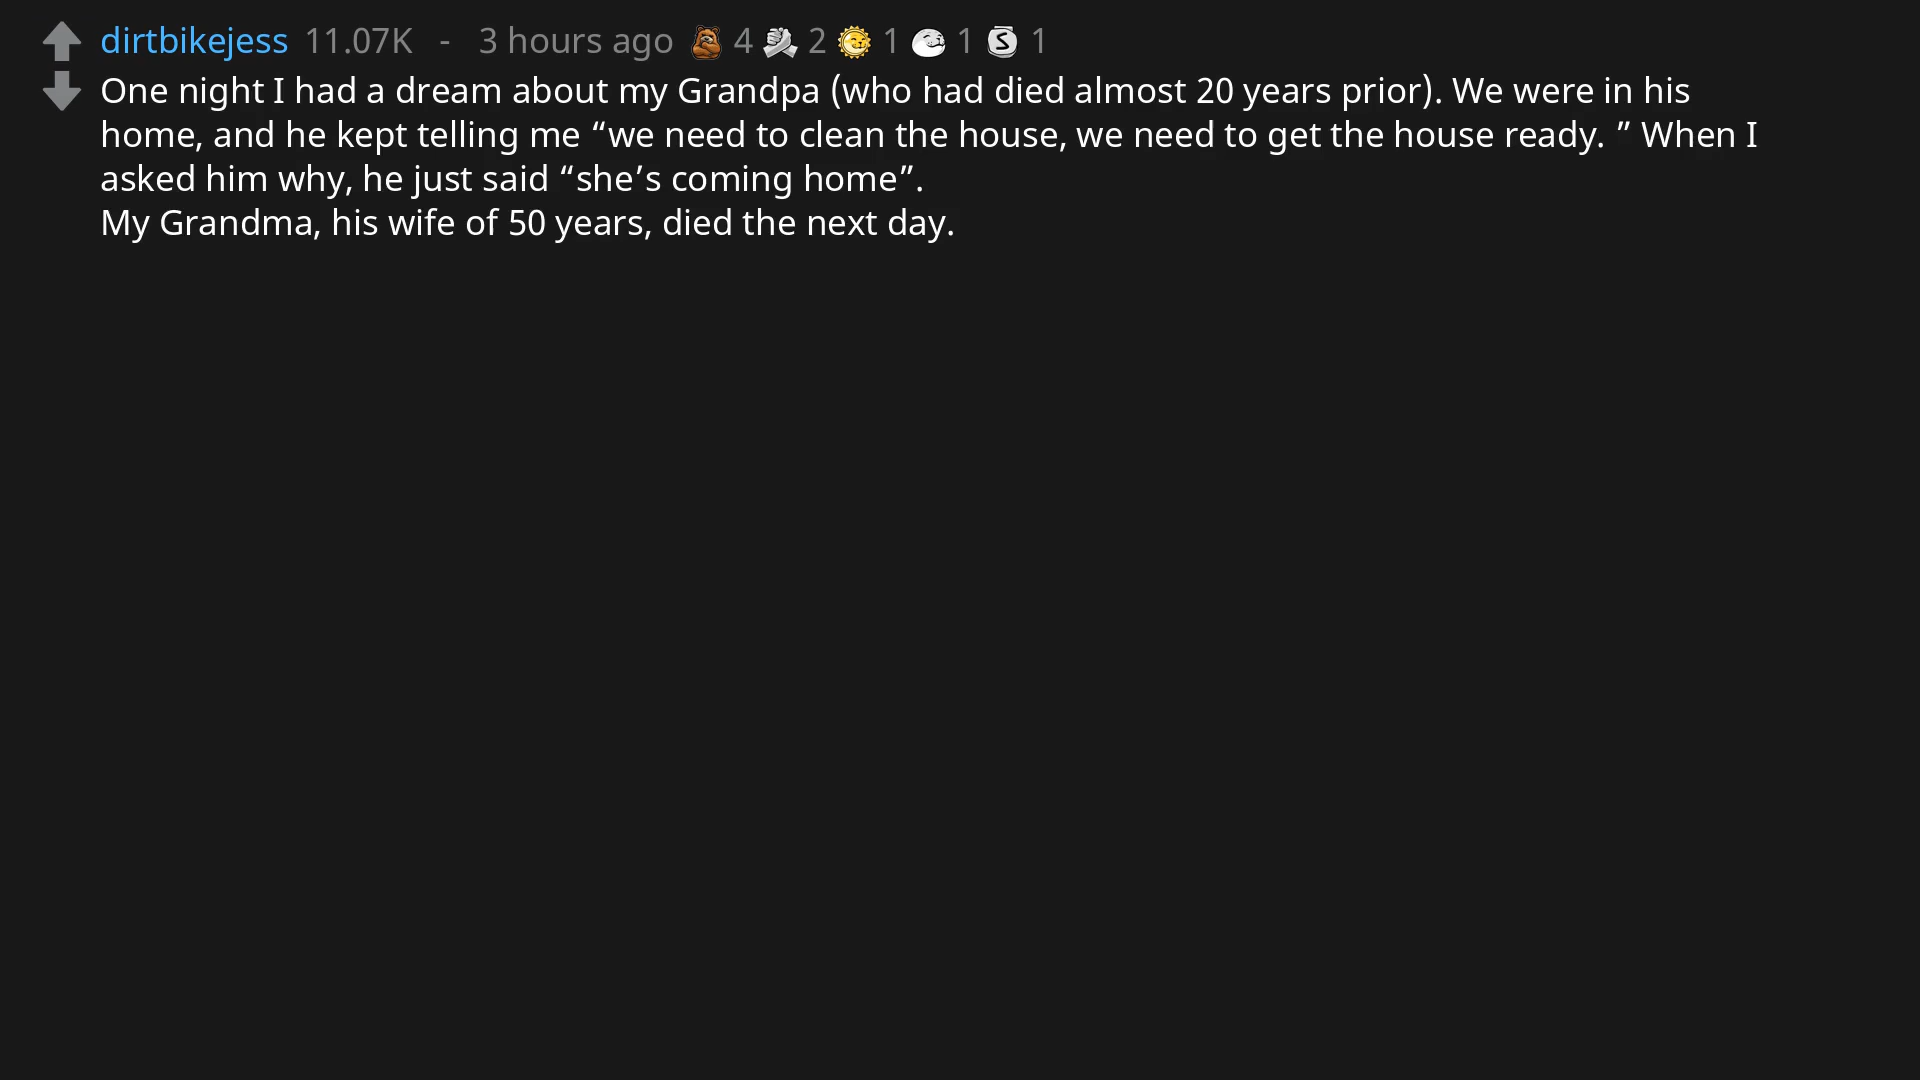 dirtbikejess 11.07K - 3 hours ago 4 2 1 1 S 1
One night I had a dream about my Grandpa (who had died almost 20 years prior). We were in his
home, and he kept telling me “we need to clean the house, we need to get the house ready. ” When I
asked him why, he just said “she’s coming home”.
My Grandma, his wife of 50 years, died the next day.